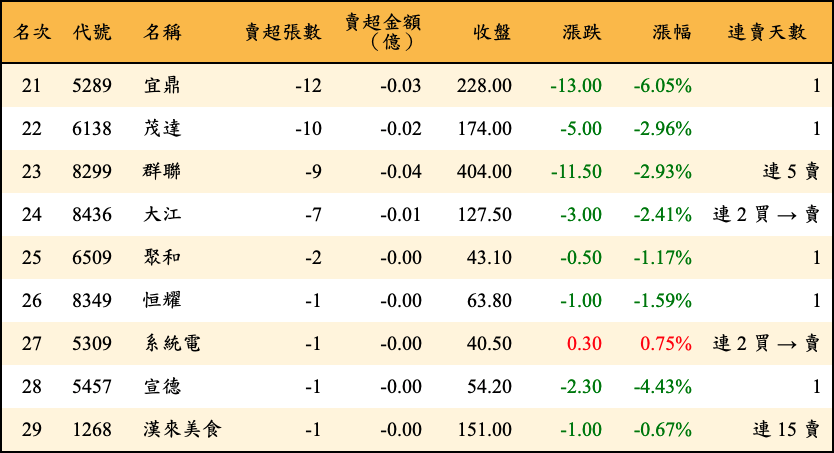 名次 代號 名稱 賣超張數 賣超金額（億） 收盤 漲跌 漲幅 連賣天數
21 5289 宜鼎 -12 -0.03 228.00 -13.00 -6.05% 1
22 6138 茂達 -10 -0.02 174.00 -5.00 -2.96% 1
23 8299 群聯 -9 -0.04 404.00 -11.50 -2.93% 連 5 賣
24 8436 大江 -7 -0.01 127.50 -3.00 -2.41% 連 2 買 → 賣
25 6509 聚和 -2 -0.00 43.10 -0.50 -1.17% 1
26 8349 恒耀 -1 -0.00 63.80 -1.00 -1.59% 1
27 5309 系統電 -1 -0.00 40.50 0.30 0.75% 連 2 買 → 賣
28 5457 宣德 -1 -0.00 54.20 -2.30 -4.43% 1
29 1268 漢來美食 -1 -0.00 151.00 -1.00 -0.67% 連 15 賣